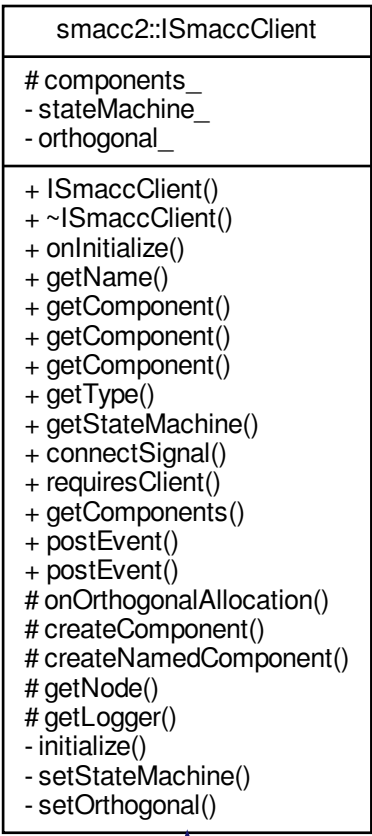 smacc2::ISmaccClient
# components_
- stateMachine_
- orthogonal_
+ ISmaccClient()
+ ~ISmaccClient()
+ onInitialize()
+ getName()
+ getComponent()
+ getComponent()
+ getComponent()
+ getType()
+ getStateMachine()
+ connectSignal()
+ requiresClient()
+ getComponents()
+ postEvent()
+ postEvent()
# onOrthogonalAllocation()
# createComponent()
# createNamedComponent()
# getNode()
# getLogger()
- initialize()
- setStateMachine()
- setOrthogonal()